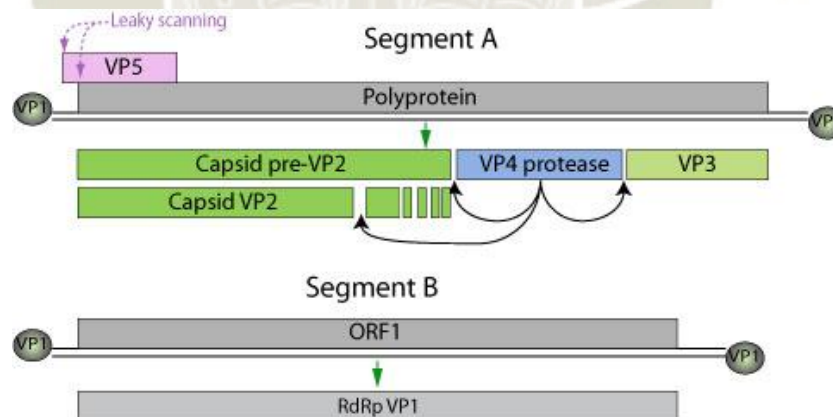 Leaky scanning
Segment A
VP5
VP1
Polyprotein
VP
Capsid pre-VP2
VP4 protease
VP3
Capsid VP2
Segment B
ORF1
VP1
VP1
RdRp VP1